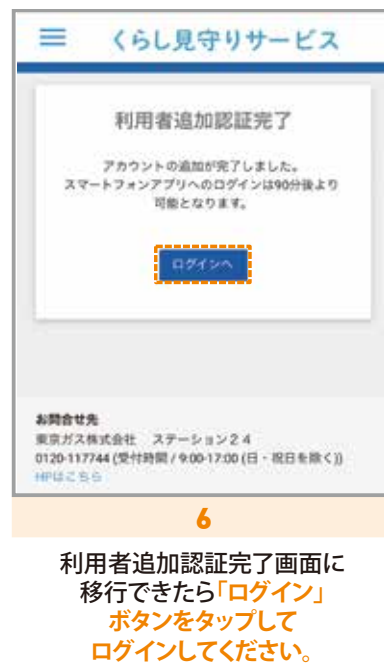 くらし見守りサービス
利用者追加認証完了
アカウントの追加が完了しました。
スマートフォンアプリへのログインは90分後より
可能となります。
ログインへ
お問合せ先
東京ガス株式会社 ステーション２４
0120-117744 (受付時間 / 9:00-17:00 (日・祝日を除く))
HPはこちら
6
利用者追加認証完了画面に
移行できたら「ログイン」
ボタンをタップして
ログインしてください。